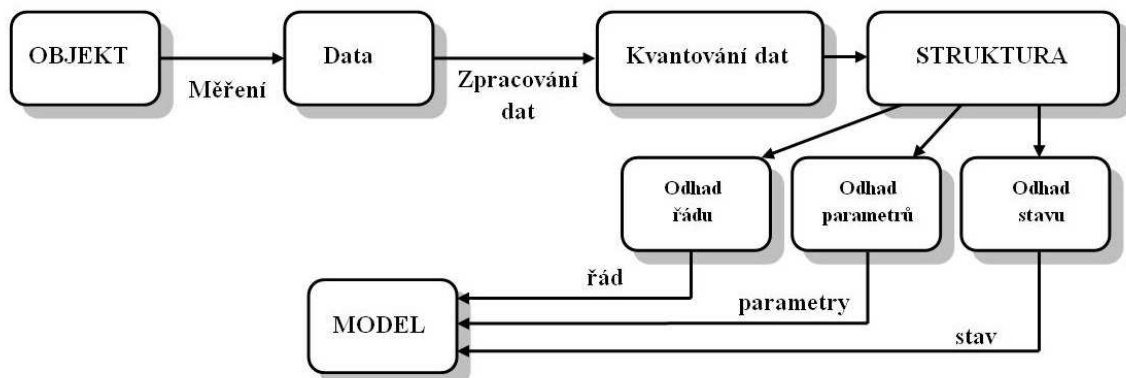 OBJEKT
Měření
Data
Zpracování
dat
Kvantování dat
STRUKTURA
Odhad
řádu
Odhad
parametrů
Odhad
stavu
řád
parametry
stav
MODEL